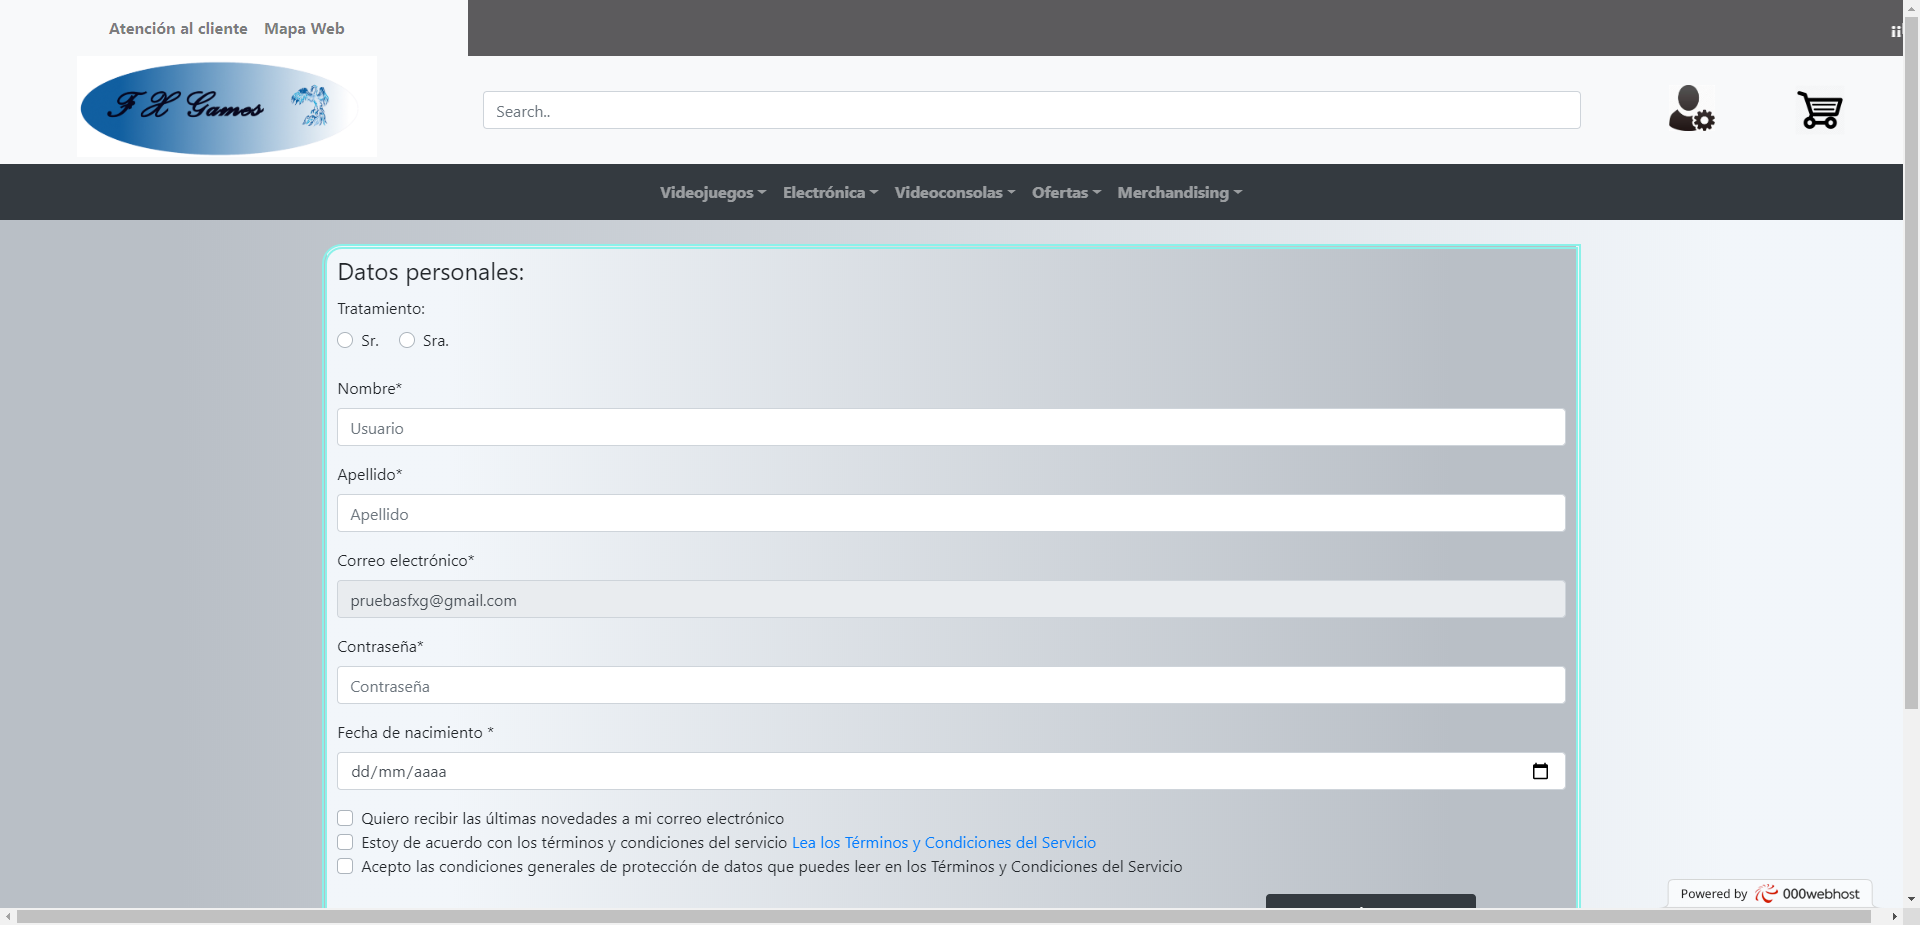 Atención al cliente Mapa Web
F X Games
Search..
Videojuegos Electrónica Videoconsolas Ofertas Merchandising
Datos personales:
Tratamiento:
Sr. Sra.
Nombre*
Usuario
Apellido*
Apellido
Correo electrónico*
pruebasfxg@gmail.com
Contraseña*
Contraseña
Fecha de nacimiento *
dd/mm/aaaa
Quiero recibir las últimas novedades a mi correo electrónico
Estoy de acuerdo con los términos y condiciones del servicio Lea los Términos y Condiciones del Servicio
Acepto las condiciones generales de protección de datos que puedes leer en los Términos y Condiciones del Servicio
Powered by 000webhost